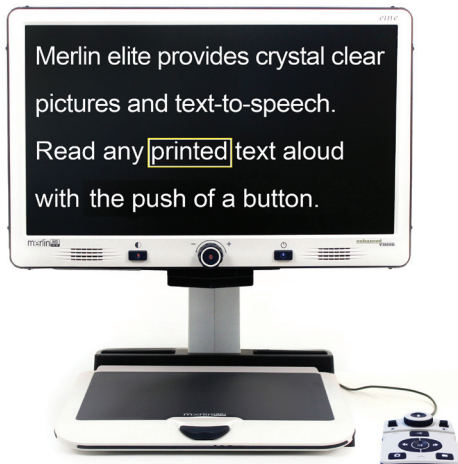 elite
Merlin elite provides crystal clear
pictures and text-to-speech.
Read any printed text aloud
with the push of a button.
merlin
enhanced
VISION
merlin